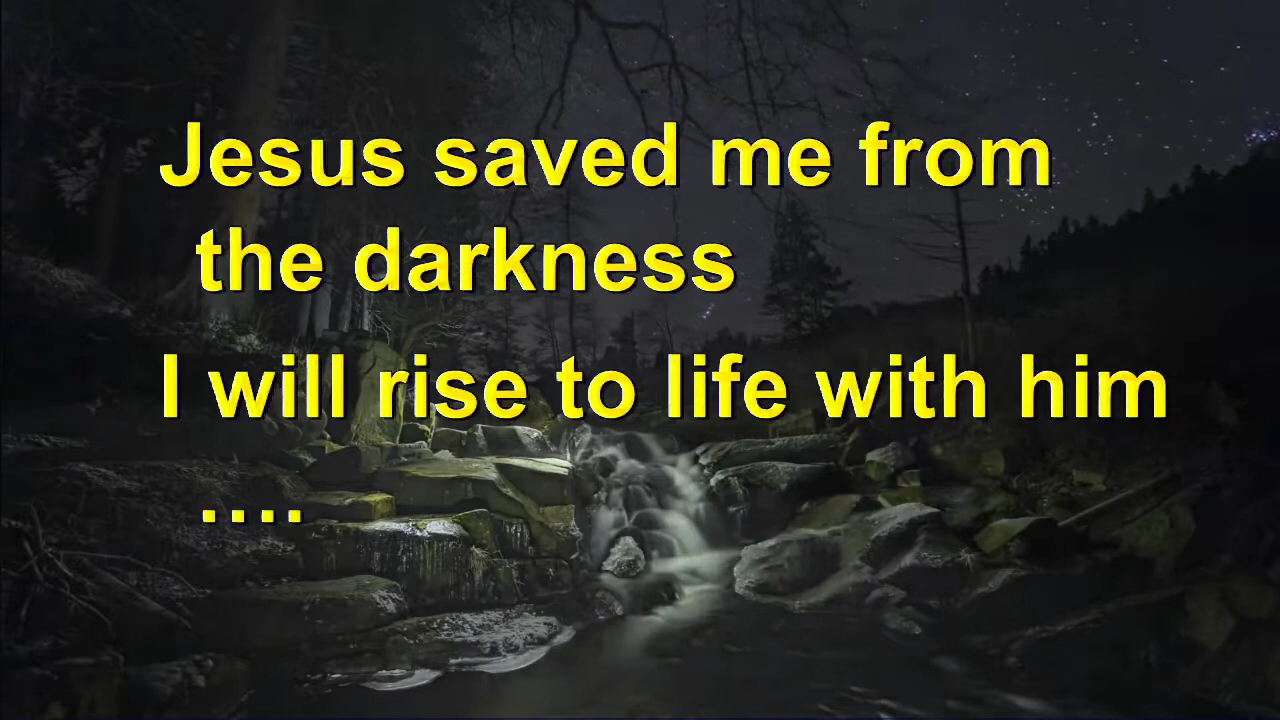 Jesus saved me from
the darkness
I will rise to life with him
....